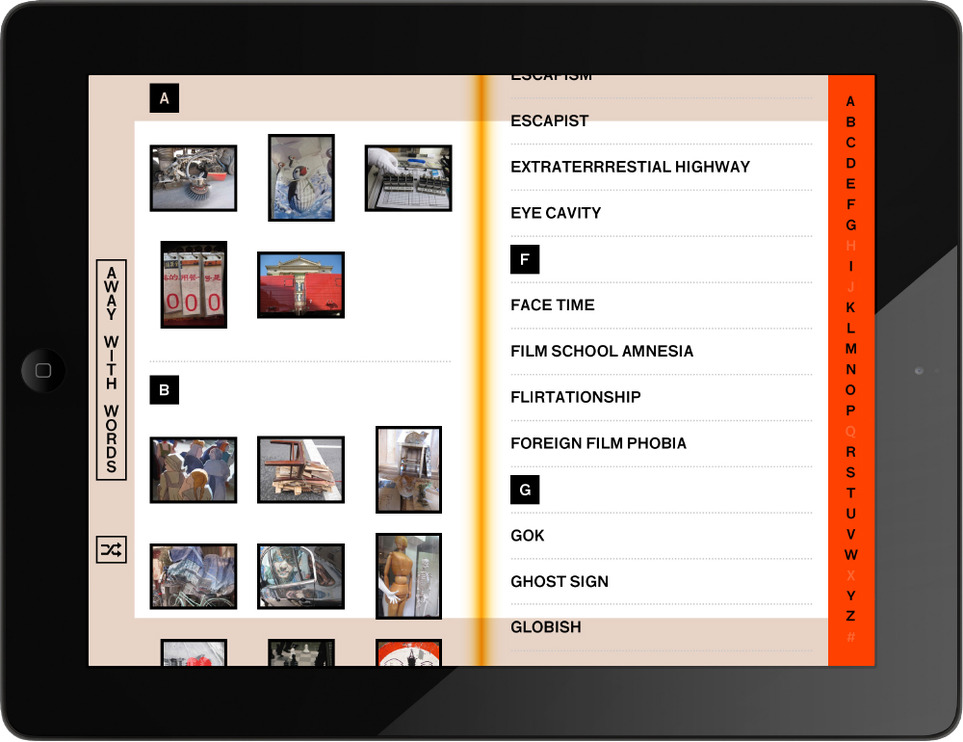 A
AWAY WITH WORDS
B
000
ESCAPISM
ESCAPIST
EXTRATERRRESTIAL HIGHWAY
EYE CAVITY
F
FACE TIME
FILM SCHOOL AMNESIA
FLIRTATIONSHIP
FOREIGN FILM PHOBIA
G
GOK
GHOST SIGN
GLOBISH
A
B
C
D
E
F
G
H
I
J
K
L
M
N
O
P
Q
R
S
T
U
V
W
X
Y
Z
#